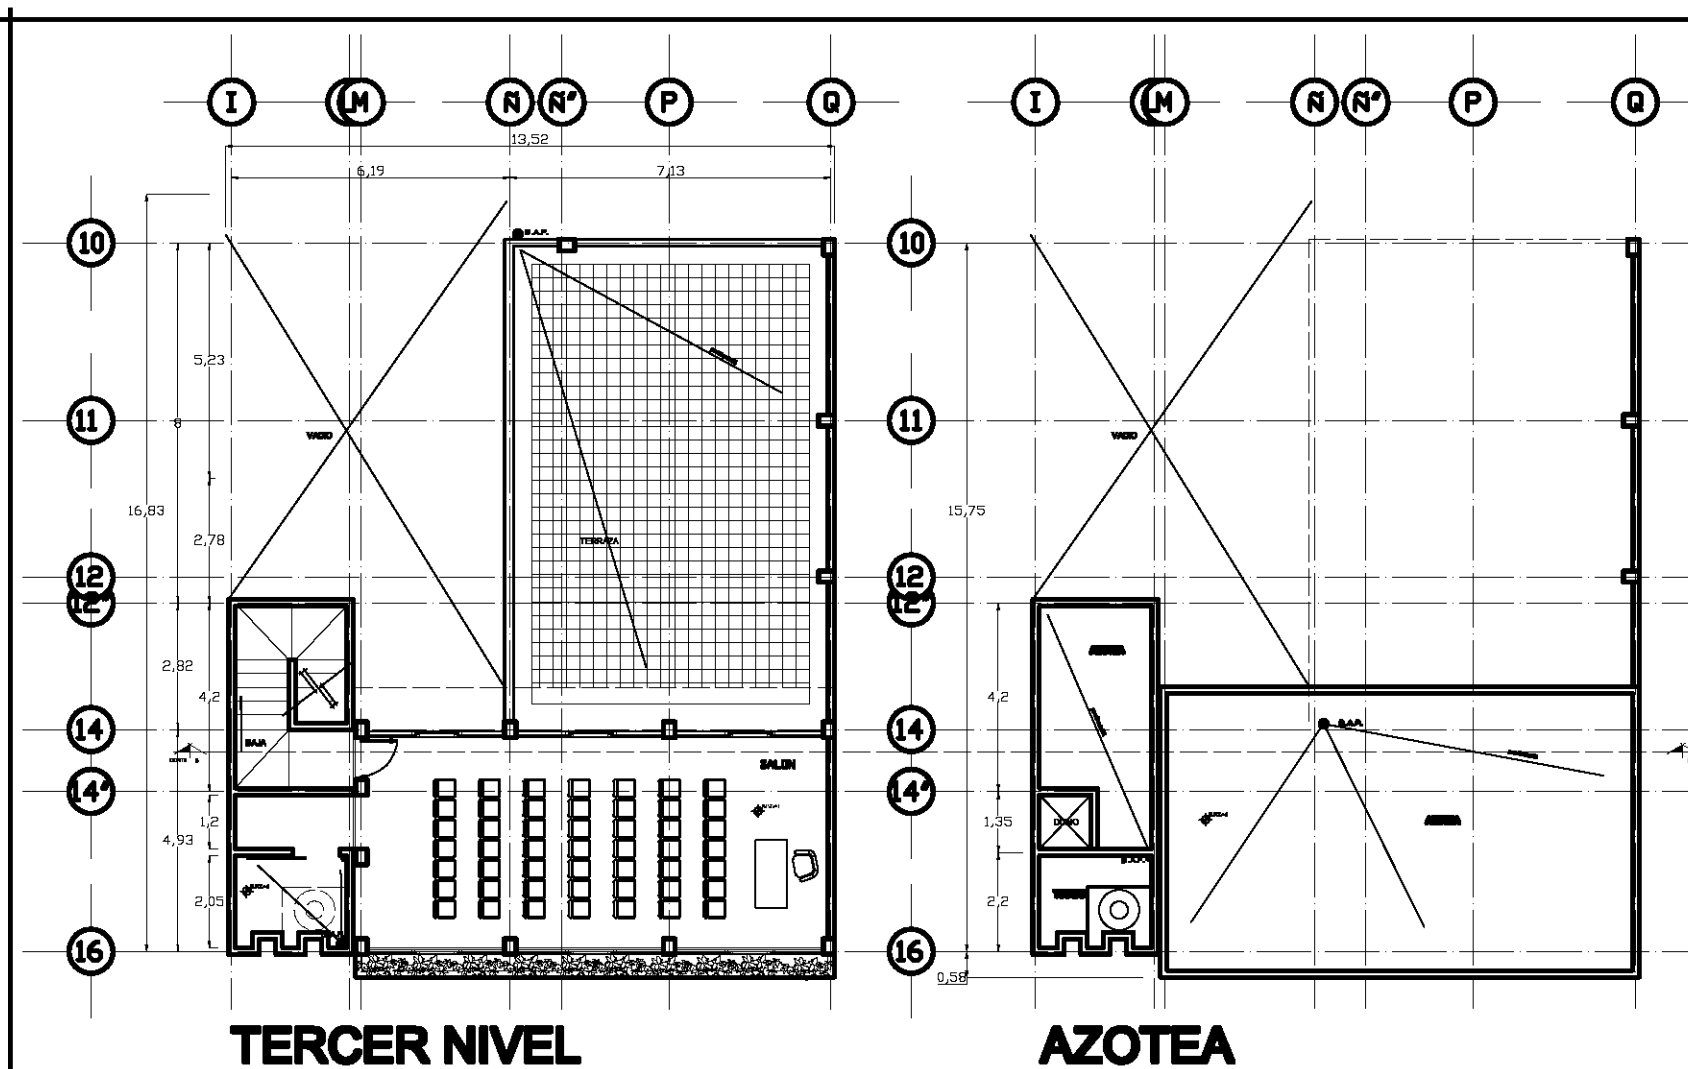 I L M Ñ Ñ' P Q
I L M Ñ Ñ' P Q
13,52
6,19 7,13
10
B.A.P.
10
5,23
11
8
VACIO
11
VACIO
16,83
15,75
2,78
TERRAZA
12
12'
12
12'
2,82
4,2
AZOTEA
4,2
14
BAJA
SALON
14
B.A.P.
14'
14'
1,2
4,93
1,35
DOMO
AZOTEA
2,05
2,2
16
16
0,58
TERCER NIVEL
AZOTEA